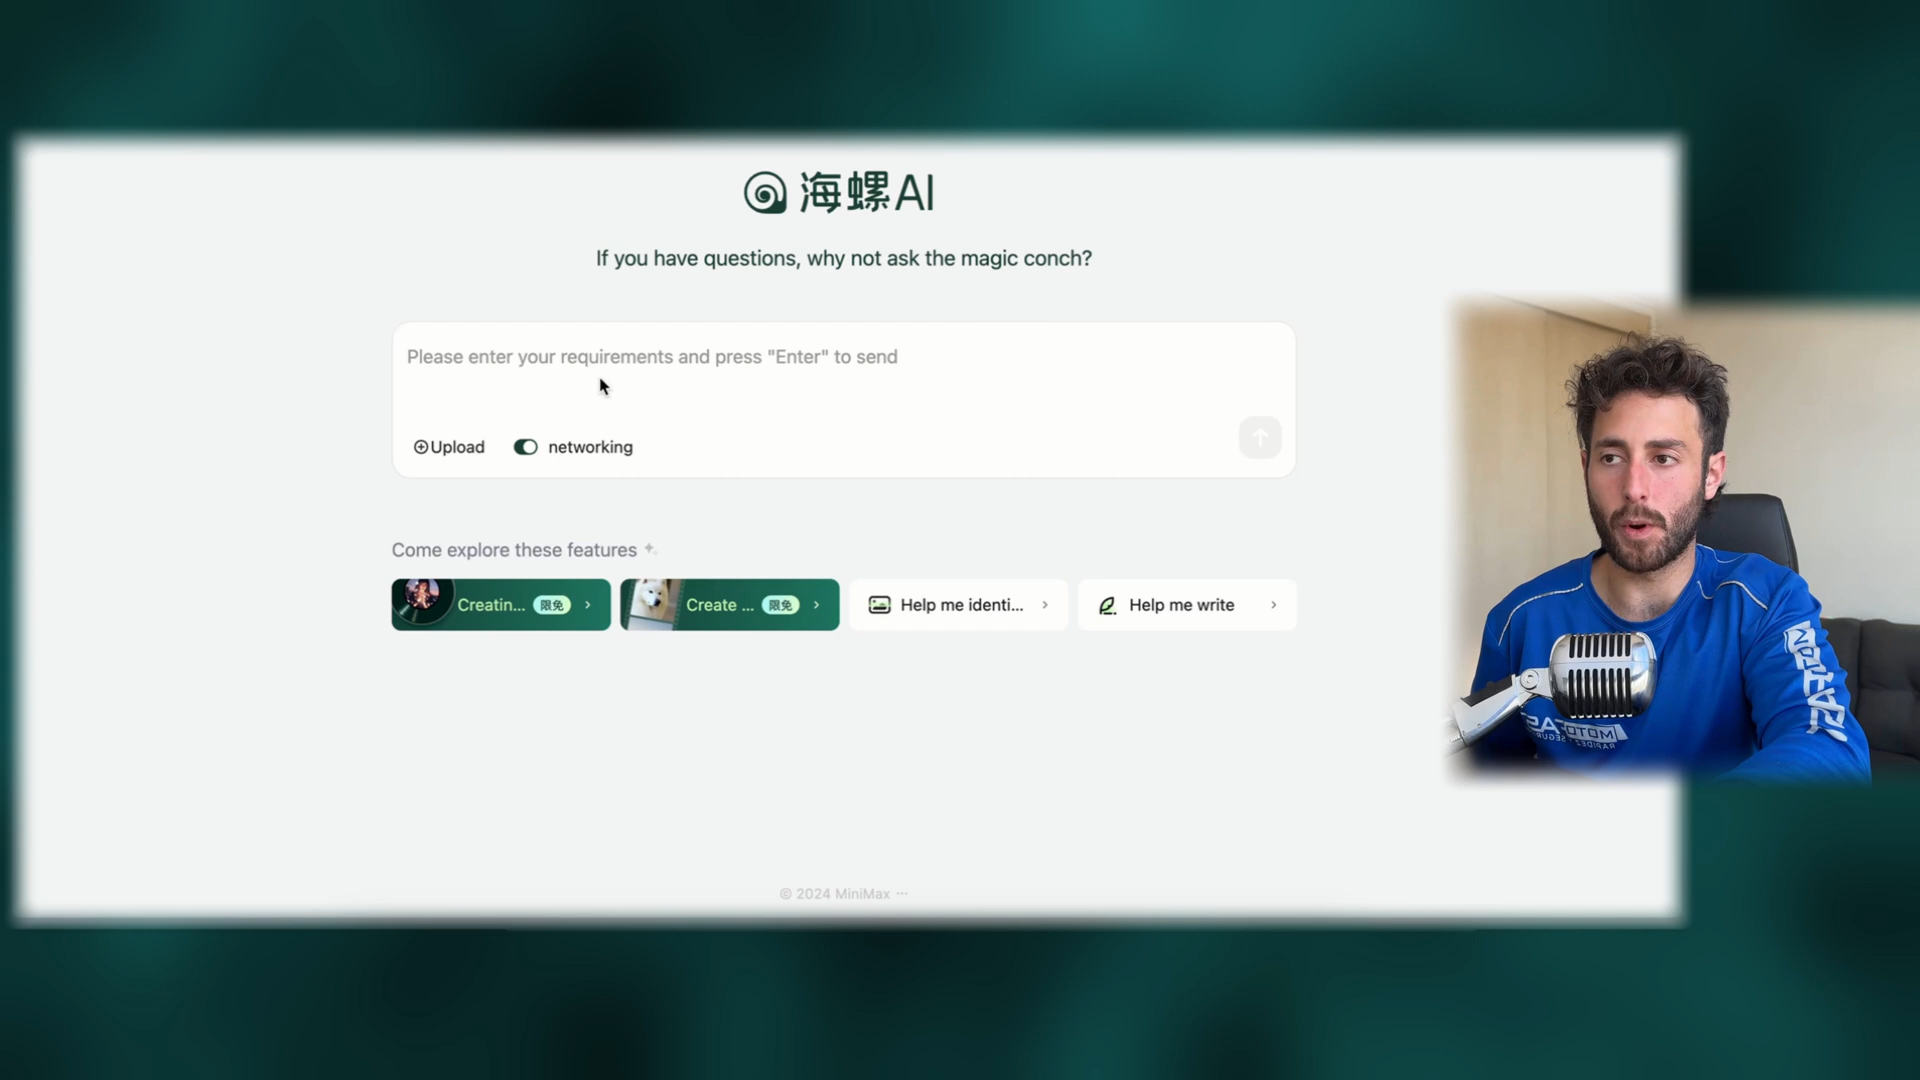 海螺AI
If you have questions, why not ask the magic conch?
Please enter your requirements and press "Enter" to send
Upload networking
Come explore these features
Creatin... 限免
Create ... 限免
Help me identi...
Help me write
© 2024 MiniMax ···